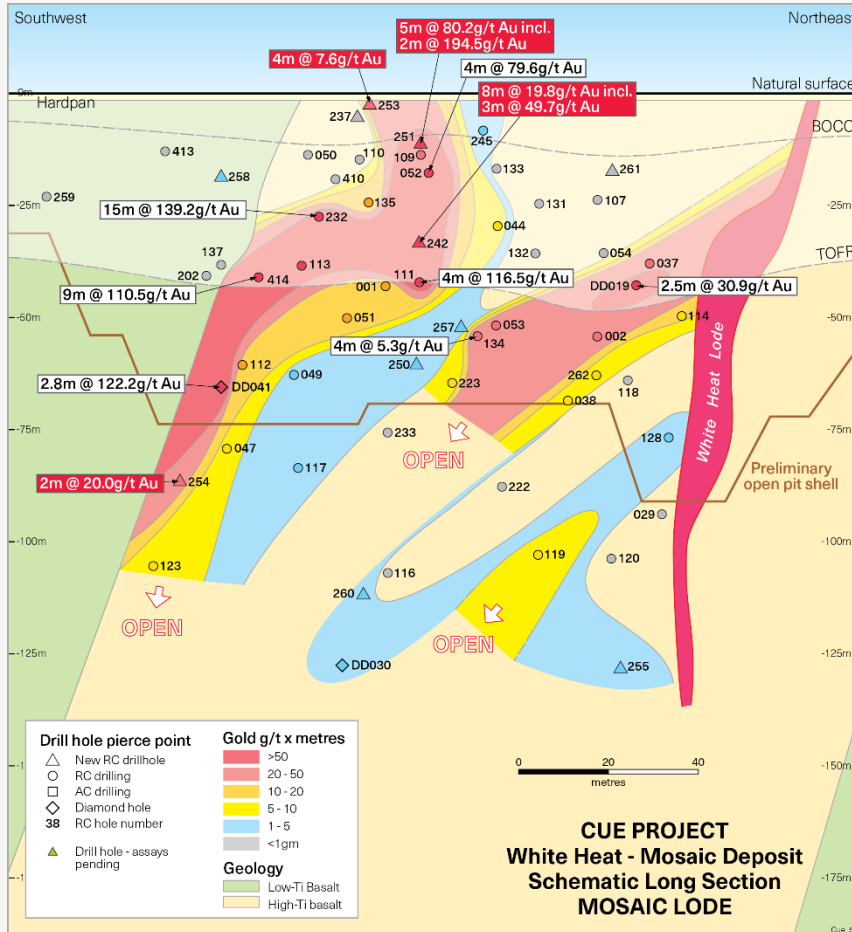 Southwest
Northeast
5m @ 80.2g/t Au incl.
2m @ 194.5g/t Au
4m @ 7.6g/t Au
4m @ 79.6g/t Au
8m @ 19.8g/t Au incl.
3m @ 49.7g/t Au
Natural surface
0m
Hardpan
253
237
251
245
BOCO
413
050
110
109
052
133
261
258
410
259
135
131
107
-25m
-25m
15m @ 139.2g/t Au
232
044
242
132
054
TOFR
137
202
113
037
414
111
4m @ 116.5g/t Au
DD019
2.5m @ 30.9g/t Au
9m @ 110.5g/t Au
001
-50m
-50m
051
257
053
114
4m @ 5.3g/t Au
134
002
White Heat Lode
112
049
250
2.8m @ 122.2g/t Au
DD041
223
262
118
038
-75m
-75m
233
128
047
OPEN
117
Preliminary
open pit shell
2m @ 20.0g/t Au
254
222
029
-100m
-100m
123
119
120
116
260
OPEN
OPEN
-125m
-125m
DD030
255
Drill hole pierce point
New RC drillhole
RC drilling
AC drilling
Diamond hole
38 RC hole number
Drill hole - assays
pending
Gold g/t x metres
>50
20 - 50
10 - 20
5 - 10
1 - 5
<1gm
Geology
Low-Ti Basalt
High-Ti basalt
-1
-150m
0 20 40
metres
CUE PROJECT
White Heat - Mosaic Deposit
Schematic Long Section
MOSAIC LODE
-1
-175m